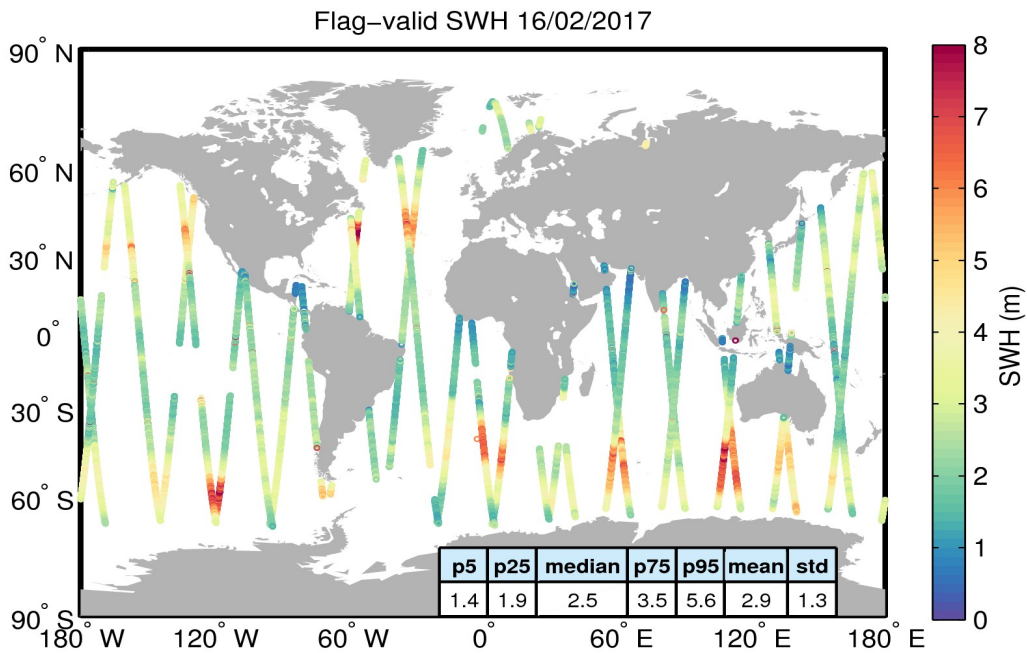 Flag−valid SWH 16/02/2017
90° N
60° N
30° N
0°
30° S
60° S
90° S
180° W
120° W
60° W
0°
60° E
120° E
180° E
p5 p25 median p75 p95 mean std
1.4 1.9 2.5 3.5 5.6 2.9 1.3
8
7
6
5
4
3
2
1
0
SWH (m)